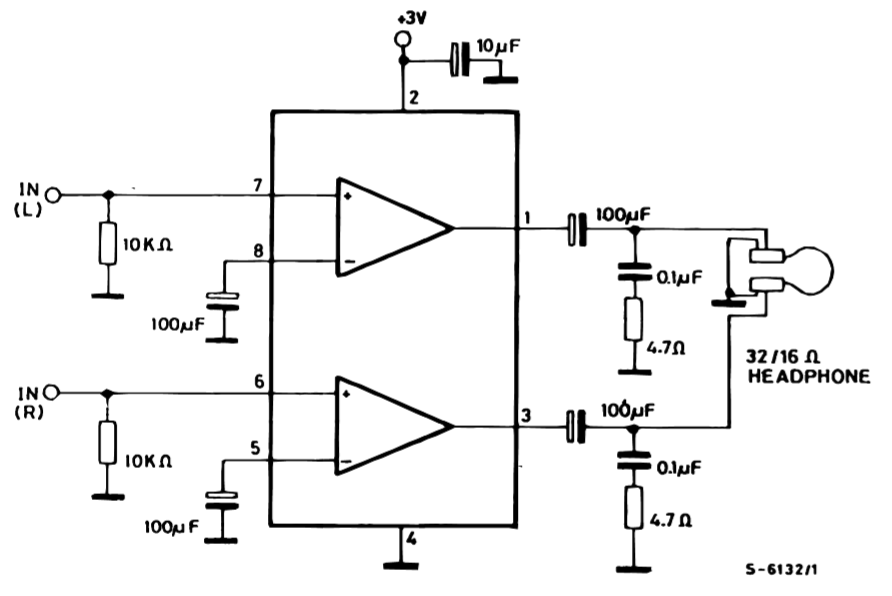 +3V
10µF
2
IN
(L)
7
10KΩ
8
100µF
+
−
1
100µF
0.1µF
4.7Ω
32/16 Ω
HEADPHONE
IN
(R)
6
10KΩ
5
100µF
+
−
3
100µF
0.1µF
4.7Ω
4
S-6132/1